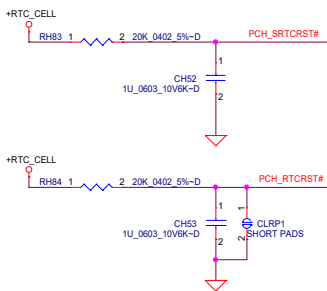 +RTC_CELL
RH83 1 2 20K_0402_5%~D PCH_SRTCRST#
1
CH52
1U_0603_10V6K~D
2
+RTC_CELL
RH84 1 2 20K_0402_5%~D PCH_RTCRST#
1 1
CH53 CLRP1
1U_0603_10V6K~D SHORT PADS
2 2